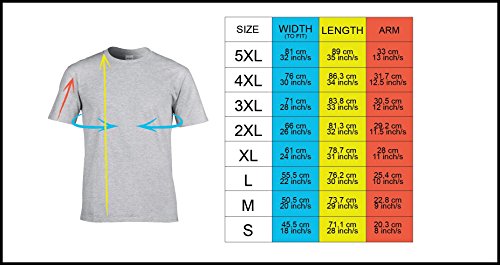 SIZE WIDTH LENGTH ARM
(TO FIT)
5XL 81 cm 89 cm 33 cm
32 inch/s 35 inch/s 13 inch/s
4XL 76 cm 86,3 cm 31,7 cm
30 inch/s 34 inch/s 12.5 inch/s
3XL 71 cm 83,8 cm 30,5 cm
28 inch/s 33 inch/s 12 inch/s
2XL 66 cm 81,3 cm 29,2 cm
26 inch/s 32 inch/s 11.5 inch/s
XL 61 cm 78,7 cm 28 cm
24 inch/s 31 inch/s 11 inch/s
L 55,5 cm 76,2 cm 25,4 cm
22 inch/s 30 inch/s 10 inch/s
M 50,5 cm 73,7 cm 22,8 cm
20 inch/s 29 inch/s 9 inch/s
S 45,5 cm 71,1 cm 20,3 cm
18 inch/s 28 inch/s 8 inch/s